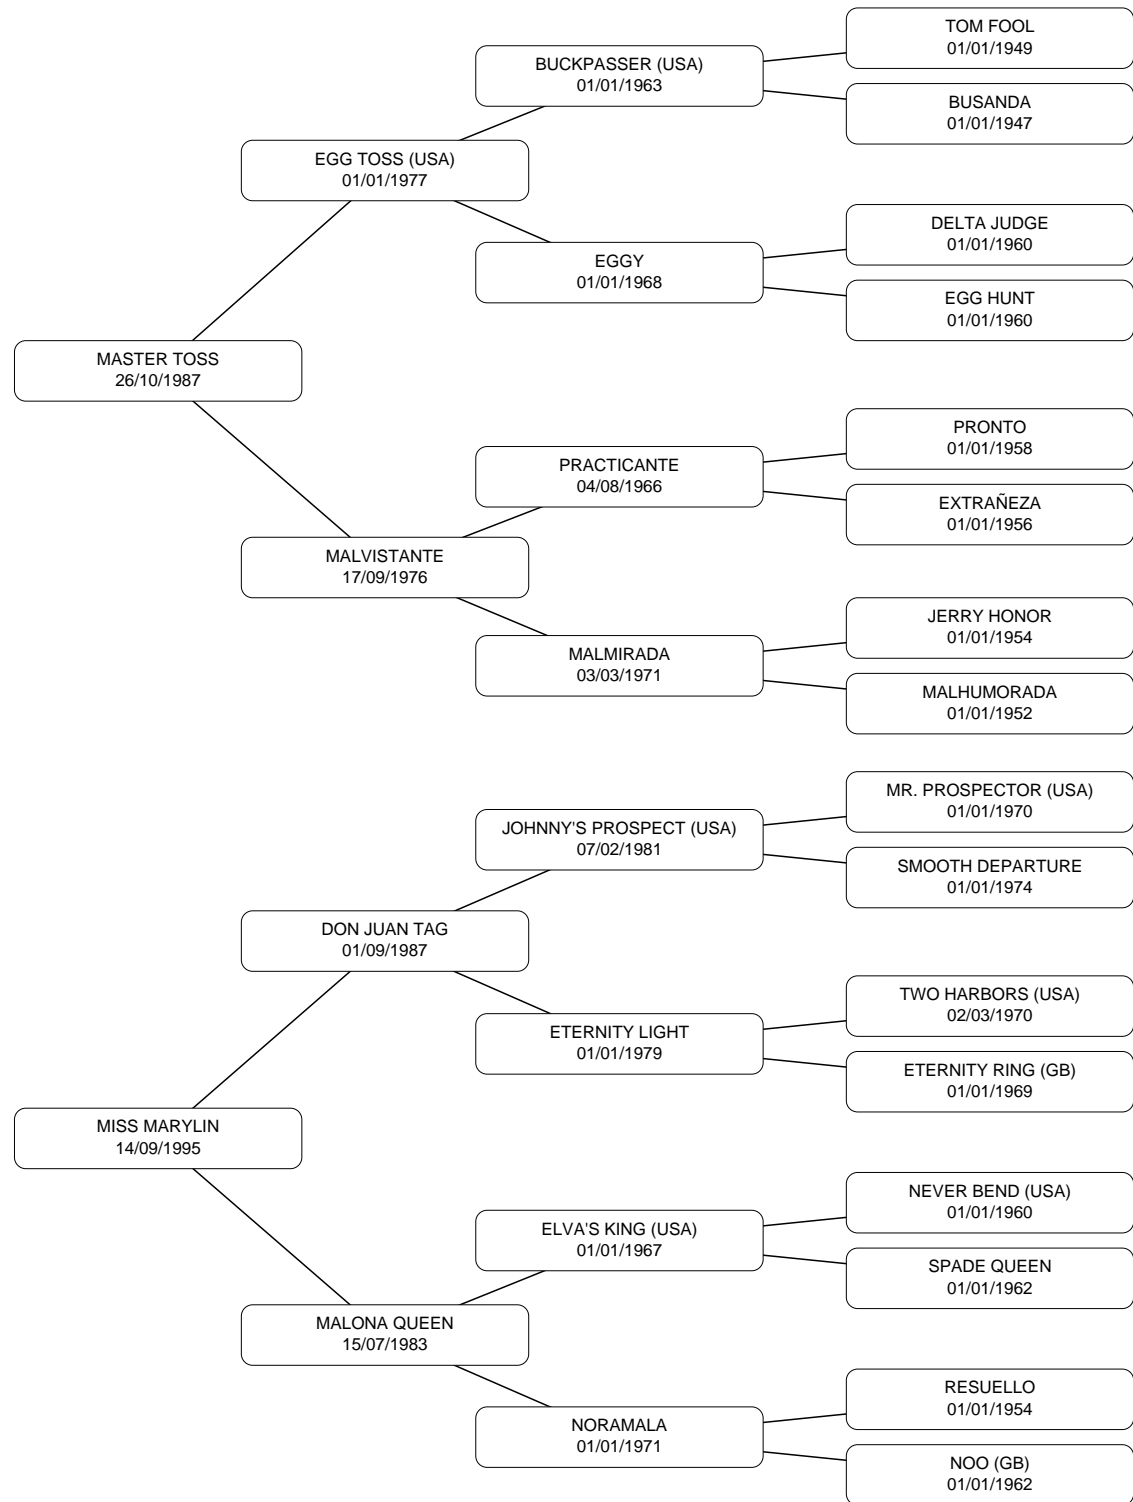 TOM FOOL
01/01/1949
BUCKPASSER (USA)
01/01/1963
BUSANDA
01/01/1947
EGG TOSS (USA)
01/01/1977
DELTA JUDGE
01/01/1960
EGGY
01/01/1968
EGG HUNT
01/01/1960
MASTER TOSS
26/10/1987
PRONTO
01/01/1958
PRACTICANTE
04/08/1966
EXTRAÑEZA
01/01/1956
MALVISTANTE
17/09/1976
JERRY HONOR
01/01/1954
MALMIRADA
03/03/1971
MALHUMORADA
01/01/1952
MR. PROSPECTOR (USA)
01/01/1970
JOHNNY'S PROSPECT (USA)
07/02/1981
SMOOTH DEPARTURE
01/01/1974
DON JUAN TAG
01/09/1987
TWO HARBORS (USA)
02/03/1970
ETERNITY LIGHT
01/01/1979
ETERNITY RING (GB)
01/01/1969
MISS MARYLIN
14/09/1995
NEVER BEND (USA)
01/01/1960
ELVA'S KING (USA)
01/01/1967
SPADE QUEEN
01/01/1962
MALONA QUEEN
15/07/1983
RESUELLO
01/01/1954
NORAMALA
01/01/1971
NOO (GB)
01/01/1962